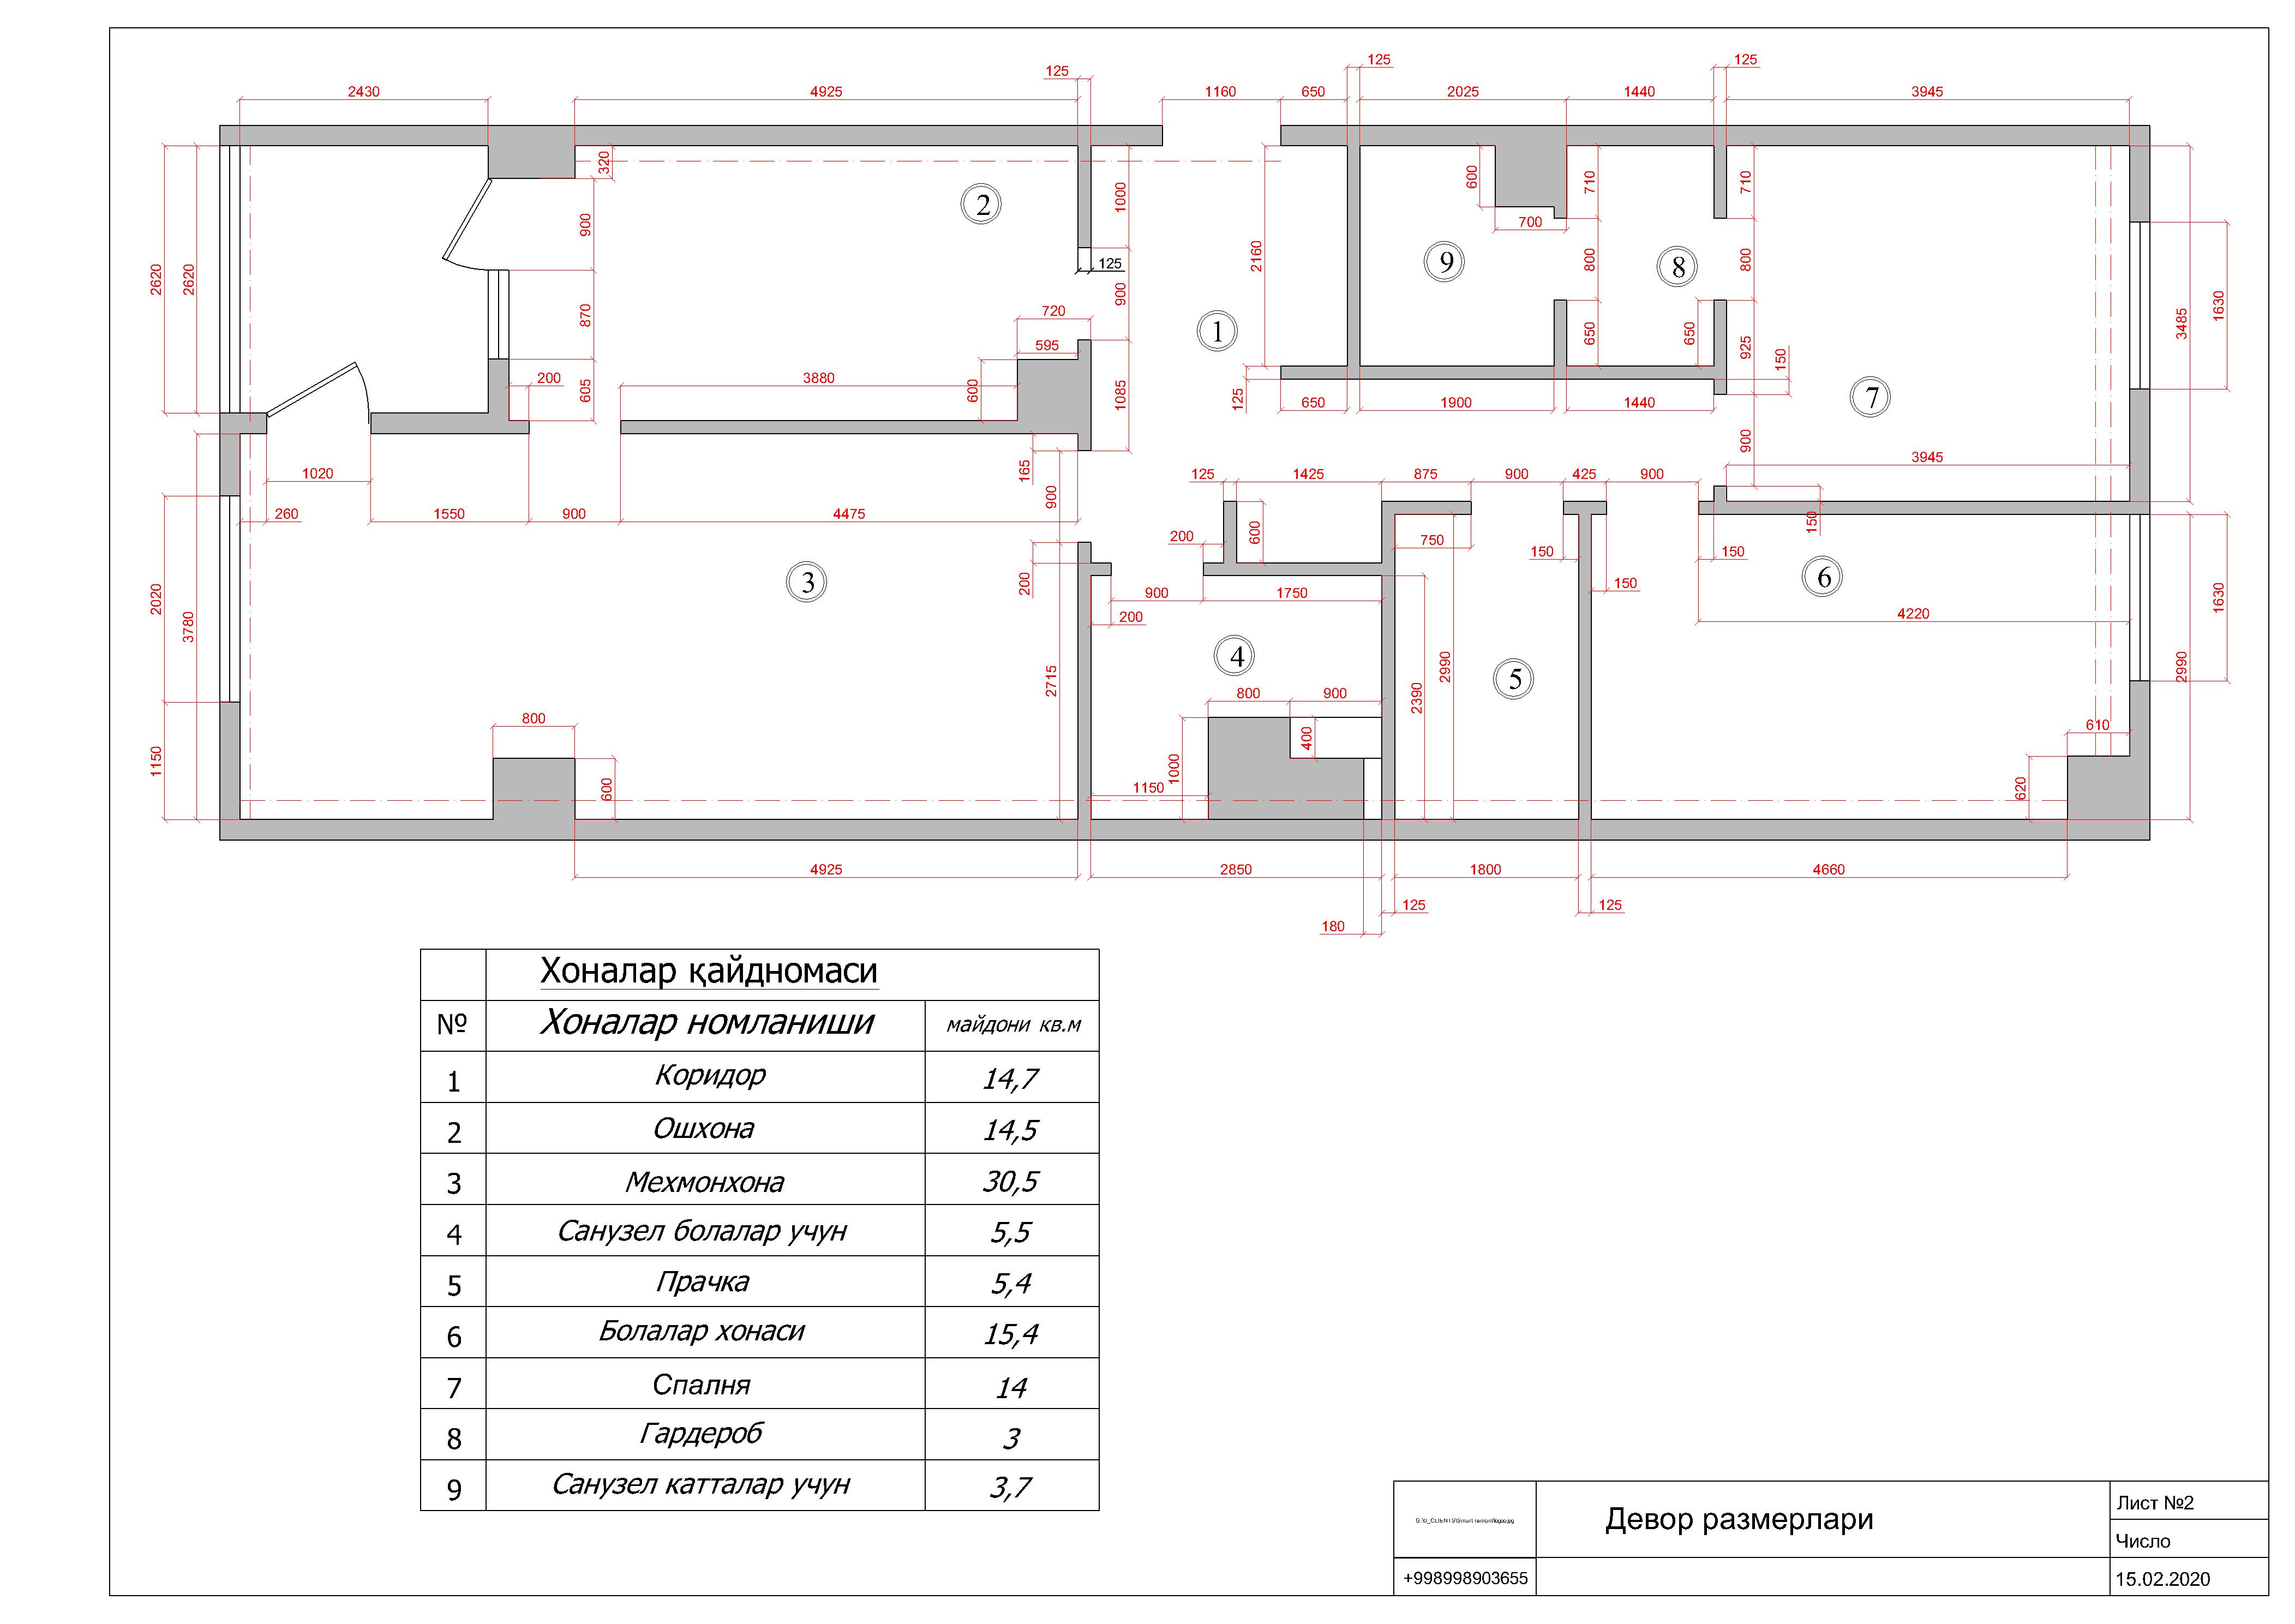 125 125 125
2430 4925 1160 650 2025 1440 3945
320 1000 600 710 710
2 700
2620 2620 900 125 2160 9 800 8 800 1630 3485
870 900 1
720
595 650 650 925 150
200 3880 600 605 1085 125 7
650 1900 1440
900
165 3945
1020 125 1425 875 900 425 900
260 1550 900 4475 900
200 600 750 150 150 150
3 200 150 6
2020 3780 900 1750 1630
200 4220
4 2990 5 2990
2715 2390
800 900
800 400 610
1150 600 1000 1150 620
4925 2850 1800 4660
125 125
180
Хоналар қайдномаси
№ Хоналар номланиши майдони кв.м
1 Коридор 14,7
2 Ошхона 14,5
3 Мехмонхона 30,5
4 Санузел болалар учун 5,5
5 Прачка 5,4
6 Болалар хонаси 15,4
7 Спалня 14
8 Гардероб 3
9 Санузел катталар учун 3,7
Девор размерлари
Лист №2
Число
+998998903655
15.02.2020